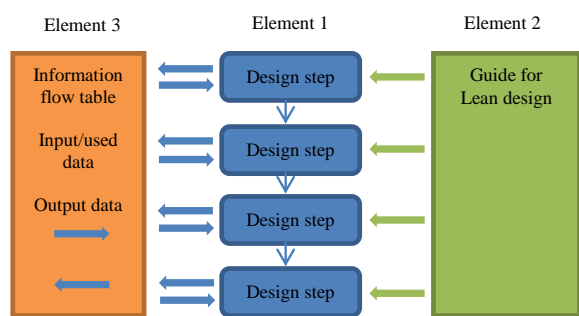 Element 3
Element 1
Element 2
Information
flow table
Input/used
data
Output data
Design step
Design step
Design step
Design step
Guide for
Lean design